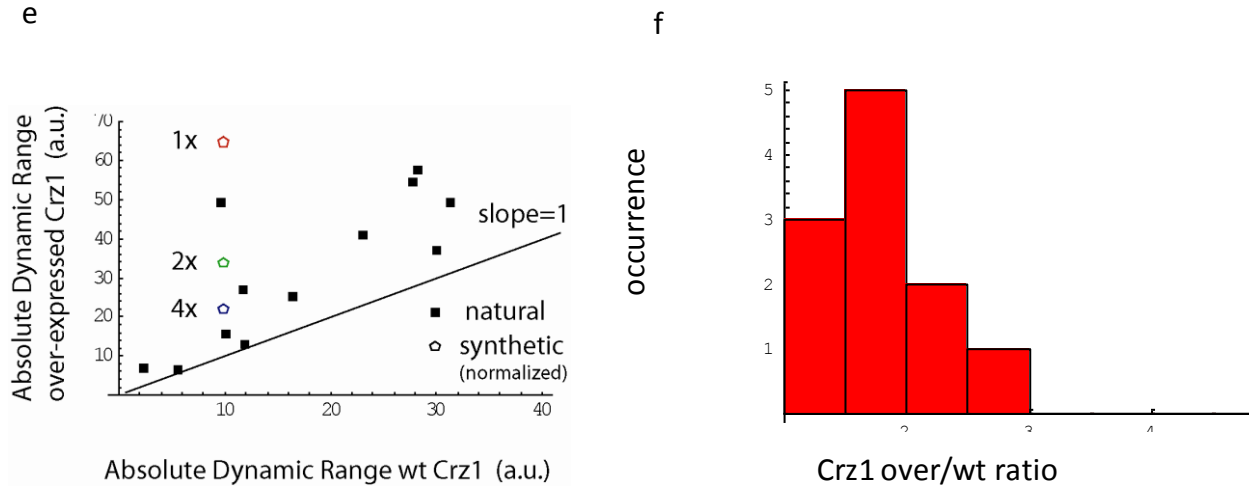 e
f
Absolute Dynamic Range
over-expressed Crz1 (a.u.)
70
60
50
40
30
20
10
1x
2x
4x
slope=1
natural
synthetic
(normalized)
10
20
30
40
Absolute Dynamic Range wt Crz1 (a.u.)
occurrence
5
4
3
2
1
2
3
4
Crz1 over/wt ratio